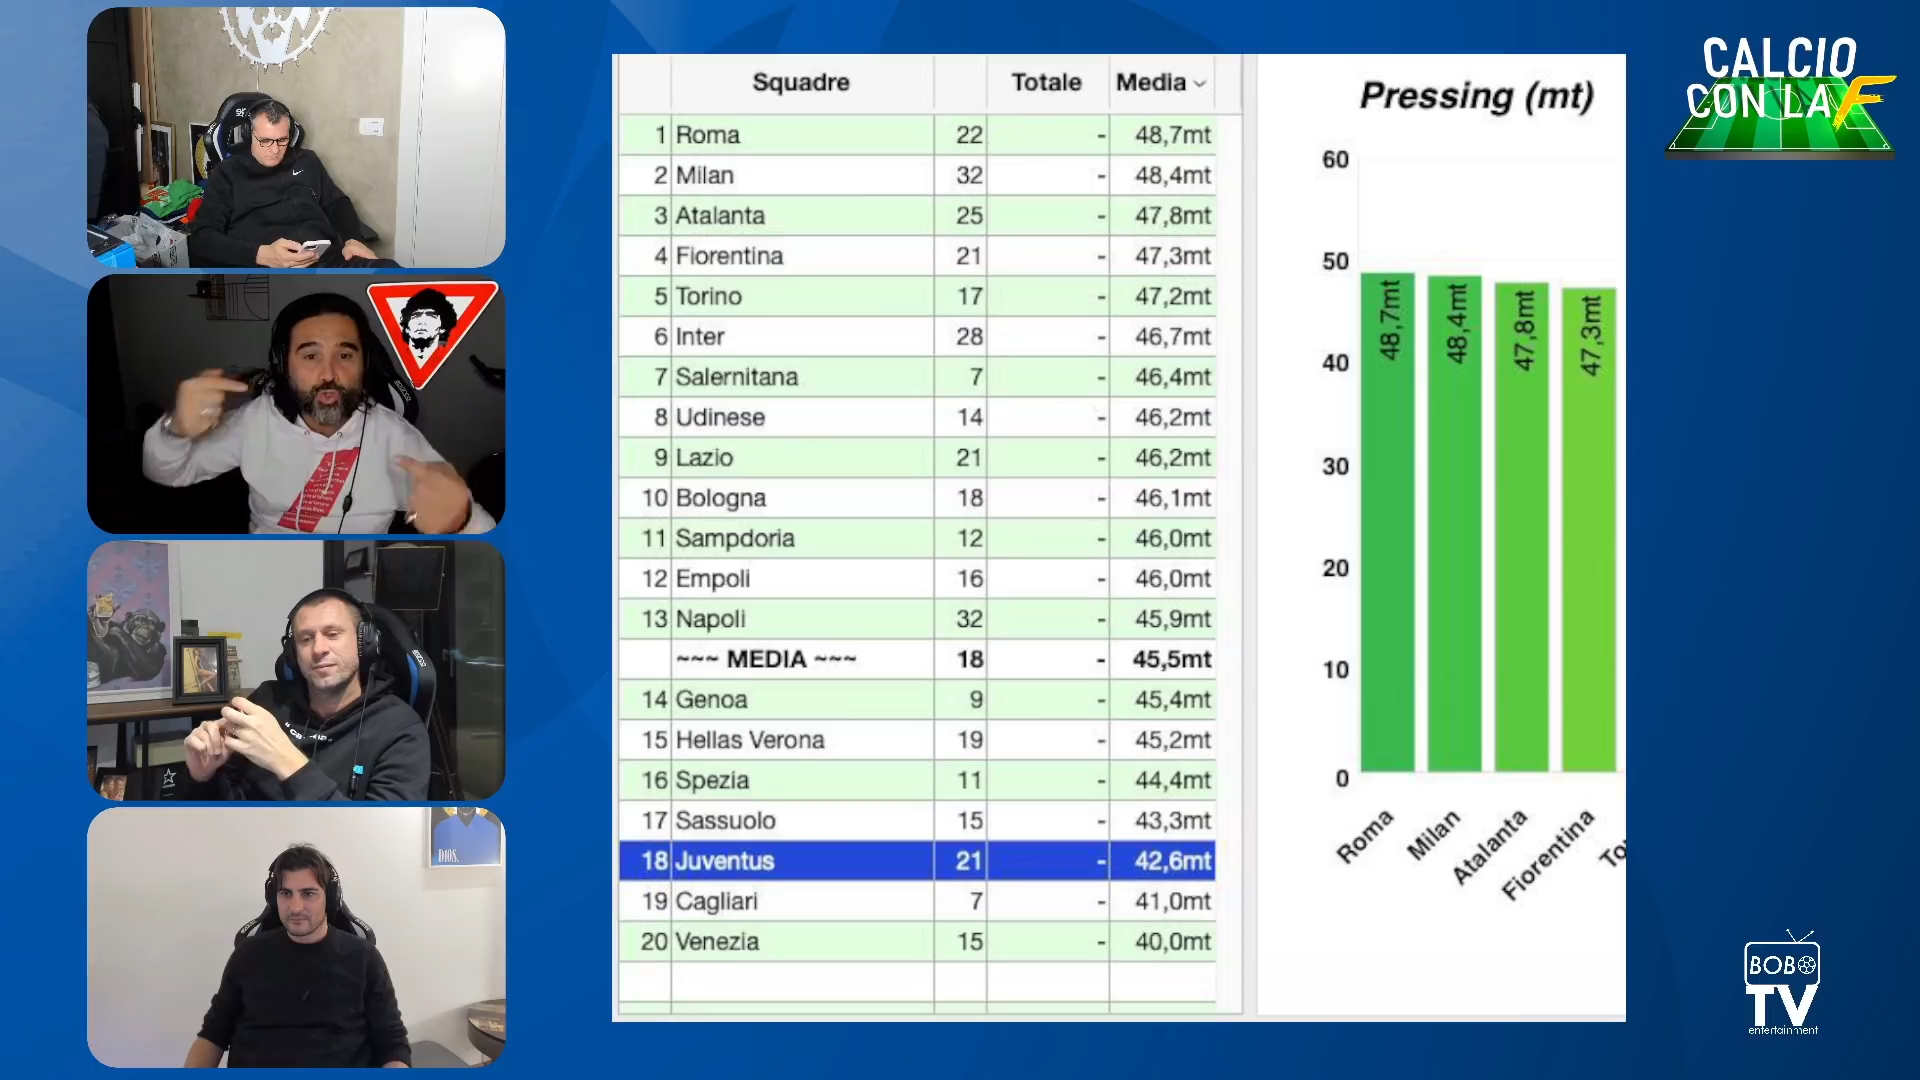 Squadre Totale Media
1 Roma 22 - 48,7mt
2 Milan 32 - 48,4mt
3 Atalanta 25 - 47,8mt
4 Fiorentina 21 - 47,3mt
5 Torino 17 - 47,2mt
6 Inter 28 - 46,7mt
7 Salernitana 7 - 46,4mt
8 Udinese 14 - 46,2mt
9 Lazio 21 - 46,2mt
10 Bologna 18 - 46,1mt
11 Sampdoria 12 - 46,0mt
12 Empoli 16 - 46,0mt
13 Napoli 32 - 45,9mt
~~~ MEDIA ~~~ 18 - 45,5mt
14 Genoa 9 - 45,4mt
15 Hellas Verona 19 - 45,2mt
16 Spezia 11 - 44,4mt
17 Sassuolo 15 - 43,3mt
18 Juventus 21 - 42,6mt
19 Cagliari 7 - 41,0mt
20 Venezia 15 - 40,0mt
Pressing (mt)
60
50
40
30
20
10
0
48,7mt
48,4mt
47,8mt
47,3mt
Roma
Milan
Atalanta
Fiorentina
CALCIO
CON LA F
BOBO
TV
entertainment
DIOS.